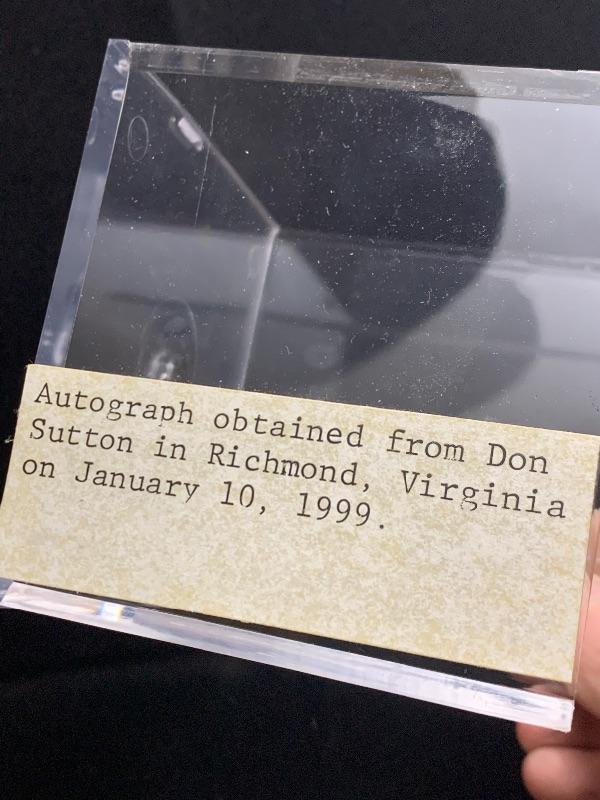 Autograph obtained from Don
Sutton in Richmond, Virginia
on January 10, 1999.